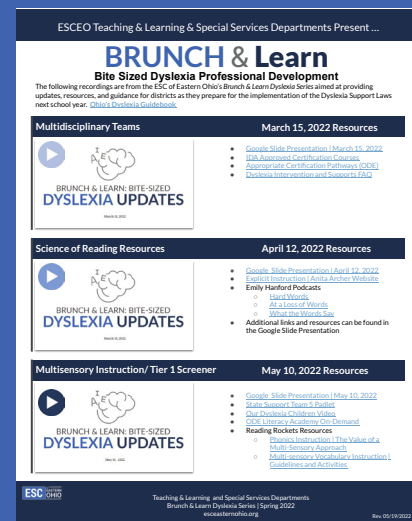 ESCEO Teaching & Learning & Special Services Departments Present ...
BRUNCH & Learn
Bite Sized Dyslexia Professional Development
The following recordings are from the ESC of Eastern Ohio's Brunch & Learn Dyslexia Series aimed at providing
updates, resources, and guidance for districts as they prepare for the implementation of the Dyslexia Support Laws
next school year. Ohio's Dyslexia Guidebook
Multidisciplinary Teams
March 15, 2022 Resources
BRUNCH & LEARN: BITE-SIZED
DYSLEXIA UPDATES
March 15, 2022
● Google Slide Presentation | March 15, 2022
● IDA Approved Certification Courses
● Appropriate Certification Pathways (ODE)
● Dyslexia Intervention and Supports FAQ
Science of Reading Resources
April 12, 2022 Resources
BRUNCH & LEARN: BITE-SIZED
DYSLEXIA UPDATES
● Google Slide Presentation | April 12, 2022
● Explicit Instruction | Anita Archer Website
● Emily Hanford Podcasts
○ Hard Words
○ At a Loss of Words
○ What the Words Say
● Additional links and resources can be found in
the Google Slide Presentation
Multisensory Instruction/ Tier 1 Screener
May 10, 2022 Resources
BRUNCH & LEARN: BITE-SIZED
DYSLEXIA UPDATES
May 10, 2022
● Google Slide Presentation | May 10, 2022
● State Support Team 5 Padlet
● Our Dyslexic Children Video
● ODE Literacy Academy On-Demand
● Reading Rockets Resources
○ Phonics Instruction | The Value of a
Multi-Sensory Approach
○ Multi-sensory Vocabulary Instruction |
Guidelines and Activities
ESC EASTERN OHIO
Teaching & Learning and Special Services Departments
Brunch & Learn Dyslexia Series | Spring 2022
esceasternohio.org
Rev. 05/19/2022